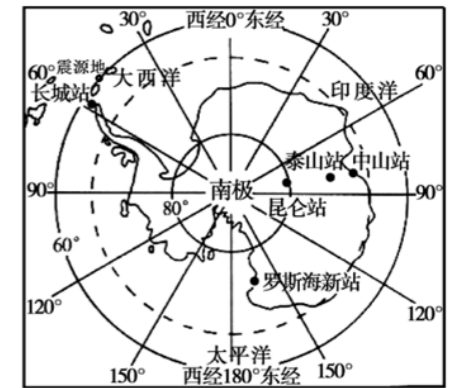 西经0°东经
30°
30°
60°
震源地
大西洋
印度洋
60°
长城站
泰山站
中山站
90°
80°
南极
昆仑站
90°
60°
罗斯海新站
120°
120°
太平洋
150°
西经180°东经
150°